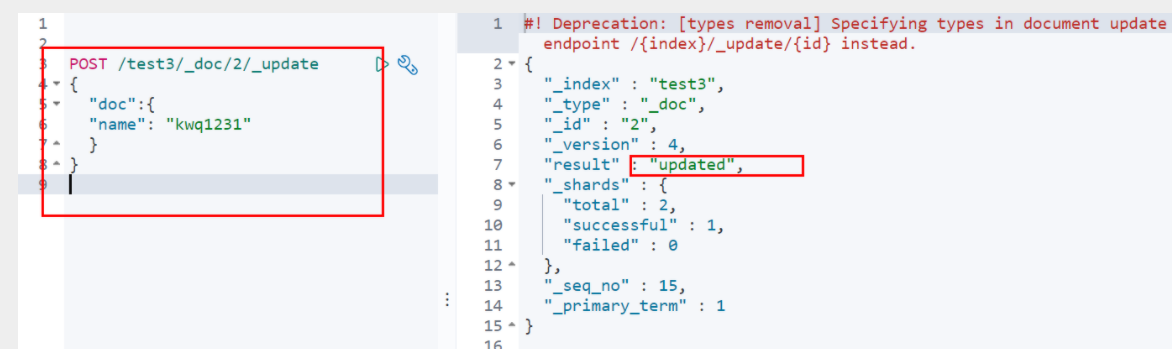 1
2
3 POST /test3/_doc/2/_update
4 {
5 "doc":{
6 "name": "kwq1231"
7 }
8 }
9
1 #! Deprecation: [types removal] Specifying types in document update
endpoint /{index}/_update/{id} instead.
2 {
3 "_index" : "test3",
4 "_type" : "_doc",
5 "_id" : "2",
6 "_version" : 4,
7 "result" : "updated",
8 "_shards" : {
9 "total" : 2,
10 "successful" : 1,
11 "failed" : 0
12 },
13 "_seq_no" : 15,
14 "_primary_term" : 1
15 }
16